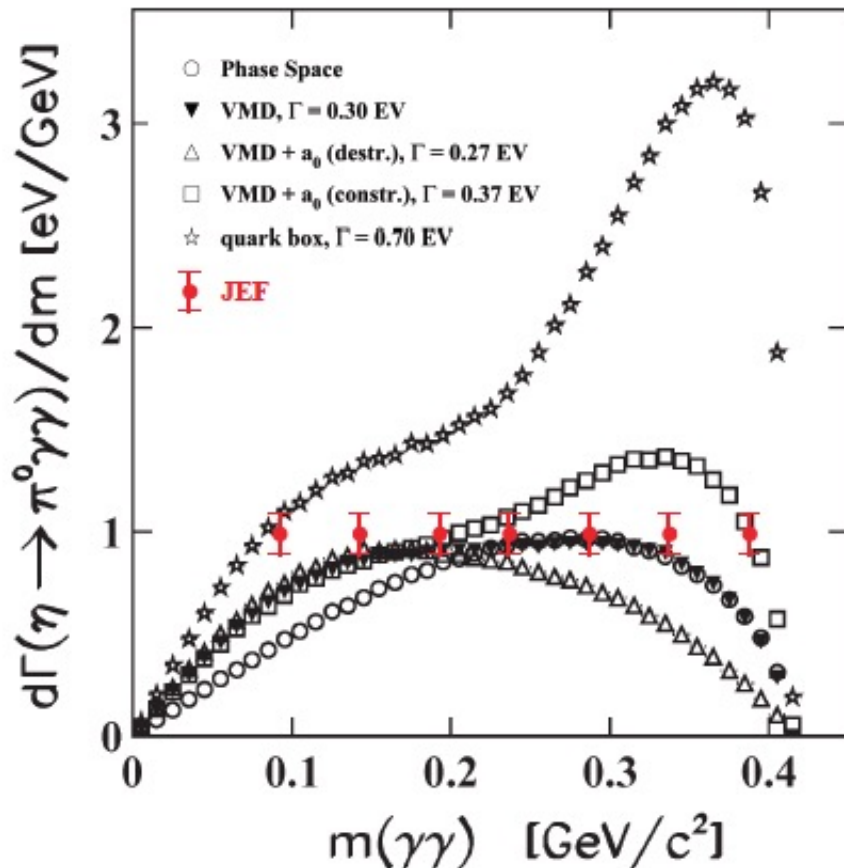 dΓ(η → π⁰γγ)/dm [eV/GeV]
3
2
1
0
Phase Space
VMD, Γ = 0.30 EV
VMD + a₀ (destr.), Γ = 0.27 EV
VMD + a₀ (constr.), Γ = 0.37 EV
quark box, Γ = 0.70 EV
JEF
0 0.1 0.2 0.3 0.4
m(γγ) [GeV/c²]